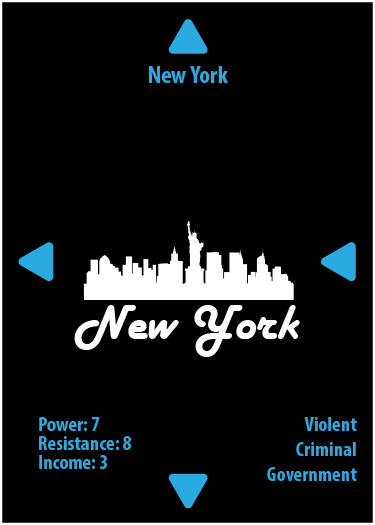 New York
New York
Power: 7
Resistance: 8
Income: 3
Violent
Criminal
Government